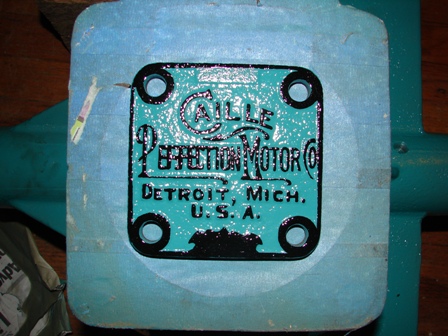 CAILLE
PERFECTION MOTOR CO
DETROIT, MICH.
U.S.A.